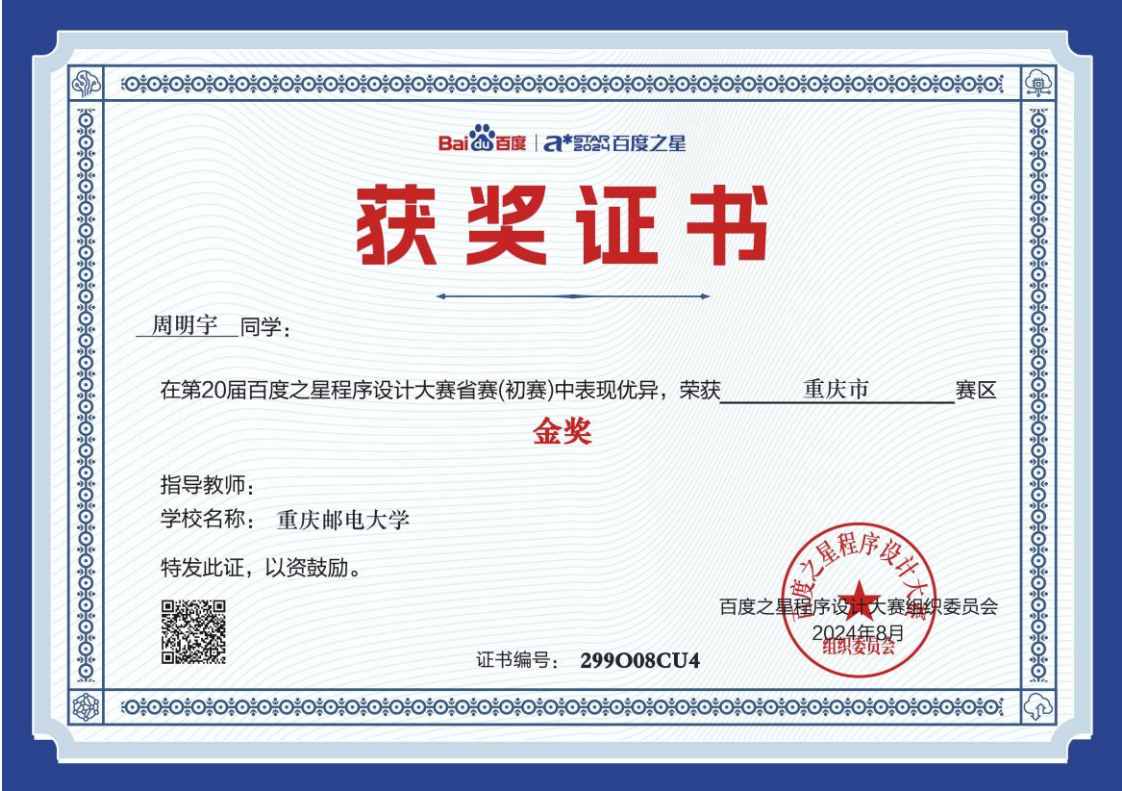 Bai du 百度 | a*STAR 2024 百度之星
获奖证书
周明宇 同学：
在第20届百度之星程序设计大赛省赛(初赛)中表现优异，荣获 重庆市 赛区
金奖
指导教师：
学校名称： 重庆邮电大学
特发此证，以资鼓励。
百度之星程序设计大赛
百度之星程序设计大赛组织委员会
2024年8月
组织委员会
证书编号： 299O08CU4